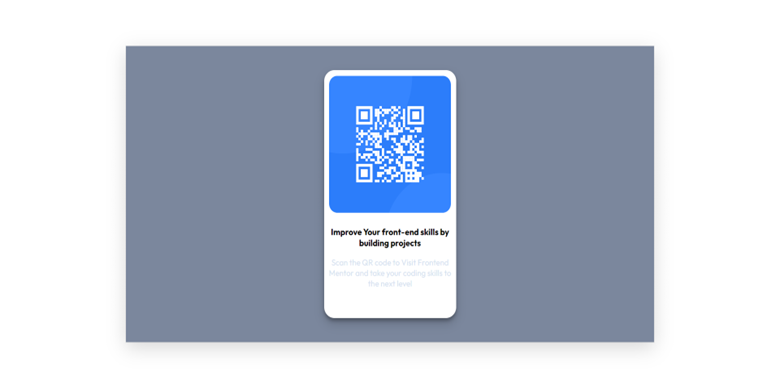 Improve Your front-end skills by
building projects
Scan the QR code to Visit Frontend
Mentor and take your coding skills to
the next level